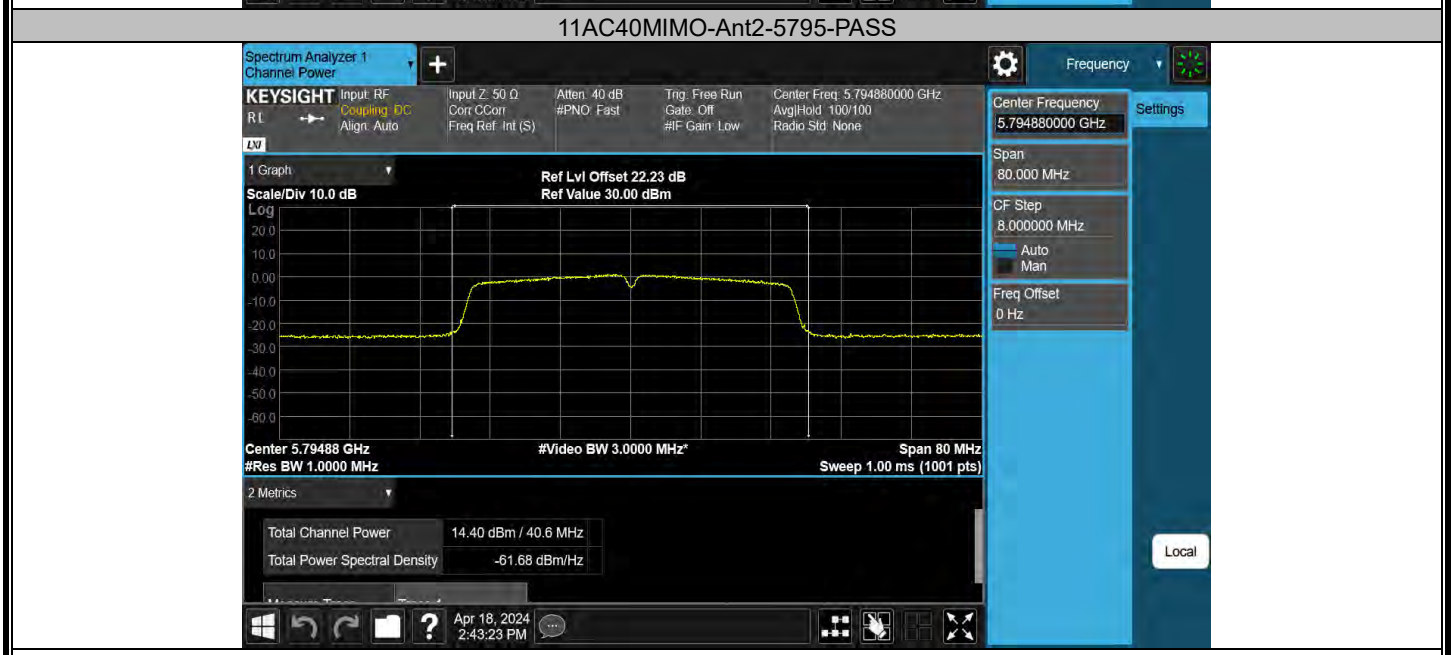 11AC40MIMO-Ant2-5795-PASS
Spectrum Analyzer 1
Channel Power
+
Frequency
KEYSIGHT
Input: RF
Coupling: DC
Align: Auto
Input Z: 50 Ω
Corr CCorr
Freq Ref: Int (S)
Atten: 40 dB
#PNO: Fast
Trig: Free Run
Gate: Off
#IF Gain: Low
Center Freq: 5.794880000 GHz
Avg|Hold: 100/100
Radio Std: None
LXI
Center Frequency
5.794880000 GHz
Settings
Span
80.000 MHz
CF Step
8.000000 MHz
Auto
Man
Freq Offset
0 Hz
1 Graph
Scale/Div 10.0 dB
Ref Lvl Offset 22.23 dB
Ref Value 30.00 dBm
Log
20.0
10.0
0.00
-10.0
-20.0
-30.0
-40.0
-50.0
-60.0
Center 5.79488 GHz
#Video BW 3.0000 MHz*
Span 80 MHz
#Res BW 1.0000 MHz
Sweep 1.00 ms (1001 pts)
2 Metrics
Total Channel Power 14.40 dBm / 40.6 MHz
Total Power Spectral Density -61.68 dBm/Hz
Local
?
Apr 18, 2024
2:43:23 PM